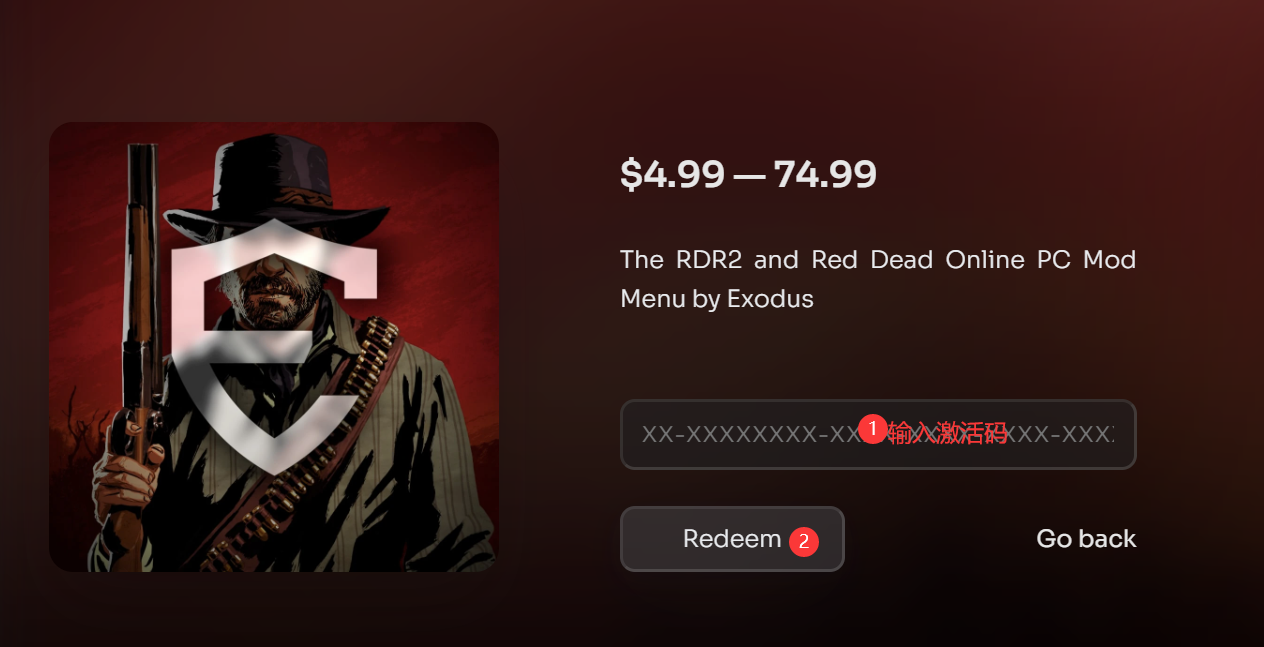 $4.99 — 74.99
The RDR2 and Red Dead Online PC Mod
Menu by Exodus
XX-XXXXXXXX-XX
1 输入激活码
XXX-XXX
Redeem 2
Go back